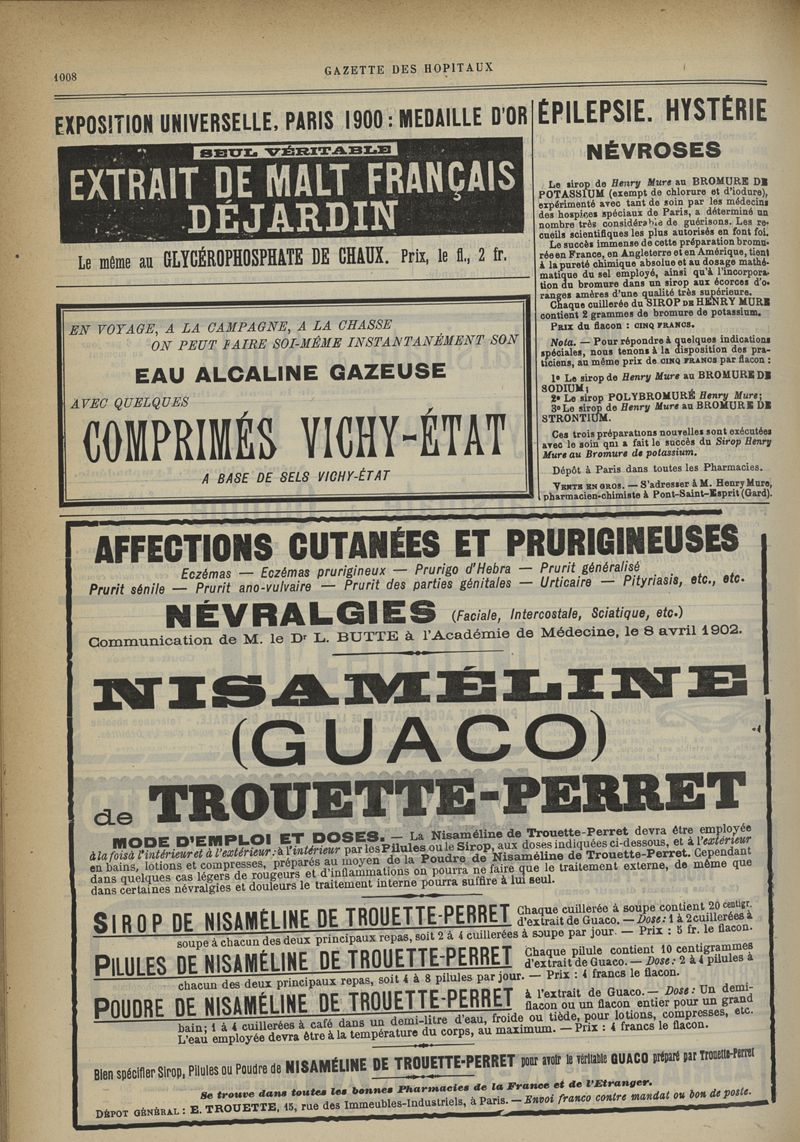 1008
GAZETTE DES HOPITAUX
EXPOSITION UNIVERSELLE, PARIS 1900 : MEDAILLE D'OR
SEUL VÉRITABLE
EXTRAIT DE MALT FRANÇAIS
DÉJARDIN
Le même au GLYCÉROPHOSPHATE DE CHAUX. Prix, le fl., 2 fr.
EN VOYAGE, A LA CAMPAGNE, A LA CHASSE
ON PEUT FAIRE SOI-MÊME INSTANTANÉMENT SON
EAU ALCALINE GAZEUSE
AVEC QUELQUES
COMPRIMÉS VICHY-ÉTAT
A BASE DE SELS VICHY-ÉTAT
ÉPILEPSIE. HYSTÉRIE
NÉVROSES
Le sirop de Henry Mure au BROMURE DE
POTASSIUM (exempt de chlorure et d'iodure),
expérimenté avec tant de soin par les médecins
des hospices spéciaux de Paris, a déterminé un
nombre très considérable de guérisons. Les re-
cueils scientifiques les plus autorisés en font foi.
Le succès immense de cette préparation bromu-
rée en France, en Angleterre et en Amérique, tient
à la pureté chimique absolue et au dosage mathé-
matique du sel employé, ainsi qu'à l'incorpora-
tion du bromure dans un sirop aux écorces d'o-
ranges amères d'une qualité très supérieure.
Chaque cuillerée du SIROP DE HENRY MURE
contient 2 grammes de bromure de potassium.
PRIX du flacon : CINQ FRANCS.
Nota. — Pour répondre à quelques indications
spéciales, nous tenons à la disposition des pra-
ticiens, au même prix de CINQ FRANCS par flacon :
1º Le sirop de Henry Mure au BROMURE DE
SODIUM;
2º Le sirop POLYBROMURÉ Henry Mure;
3º Le sirop de Henry Mure au BROMURE DE
STRONTIUM.
Ces trois préparations nouvelles sont exécutées
avec le soin qui a fait le succès du Sirop Henry
Mure au Bromure de potassium.
Dépôt à Paris dans toutes les Pharmacies.
VENTE EN GROS. — S'adresser à M. Henry Mure,
pharmacien-chimiste à Pont-Saint-Esprit (Gard).
AFFECTIONS CUTANÉES ET PRURIGINEUSES
Eczémas — Eczémas prurigineux — Prurigo d'Hebra — Prurit généralisé
Prurit sénile — Prurit ano-vulvaire — Prurit des parties génitales — Urticaire — Pityriasis, etc., etc.
NÉVRALGIES (Faciale, Intercostale, Sciatique, etc.)
Communication de M. le Dr L. BUTTE à l'Académie de Médecine, le 8 avril 1902.
NISAMÉLINE
(GUACO)
de TROUETTE-PERRET
MODE D'EMPLOI ET DOSES. — La Nisaméline de Trouette-Perret devra être employée
à la fois à l'intérieur et à l'extérieur : à l'intérieur par les Pilules ou le Sirop, aux doses indiquées ci-dessous, et à l'extérieur
en bains, lotions et compresses, préparés au moyen de la Poudre de Nisaméline de Trouette-Perret. Cependant
dans quelques cas légers de rougeurs et d'inflammations on pourra ne faire que le traitement externe, de même que
dans certaines névralgies et douleurs le traitement interne pourra suffire à lui seul.
SIROP DE NISAMÉLINE DE TROUETTE-PERRET Chaque cuillerée à soupe contient 20 centigr.
d'extrait de Guaco. — Dose : 1 à 2 cuillerées à
soupe à chacun des deux principaux repas, soit 2 à 4 cuillerées à soupe par jour. — Prix : 5 fr. le flacon.
PILULES DE NISAMÉLINE DE TROUETTE-PERRET Chaque pilule contient 10 centigrammes
d'extrait de Guaco. — Dose : 2 à 4 pilules à
chacun des deux principaux repas, soit 4 à 8 pilules par jour. — Prix : 4 francs le flacon.
POUDRE DE NISAMÉLINE DE TROUETTE-PERRET à l'extrait de Guaco. — Dose : Un demi-
flacon ou un flacon entier pour un grand
bain; 1 à 4 cuillerées à café dans un demi-litre d'eau, froide ou tiède, pour lotions, compresses, etc.
L'eau employée devra être à la température du corps, au maximum. — Prix : 4 francs le flacon.
Bien spécifier Sirop, Pilules ou Poudre de NISAMÉLINE DE TROUETTE-PERRET pour avoir le véritable GUACO préparé par Trouette-Perret
Se trouve dans toutes les bonnes Pharmacies de la France et de l'Etranger.
DÉPOT GÉNÉRAL : E. TROUETTE, 15, rue des Immeubles-Industriels, à Paris. — Envoi franco contre mandat ou bon de poste.